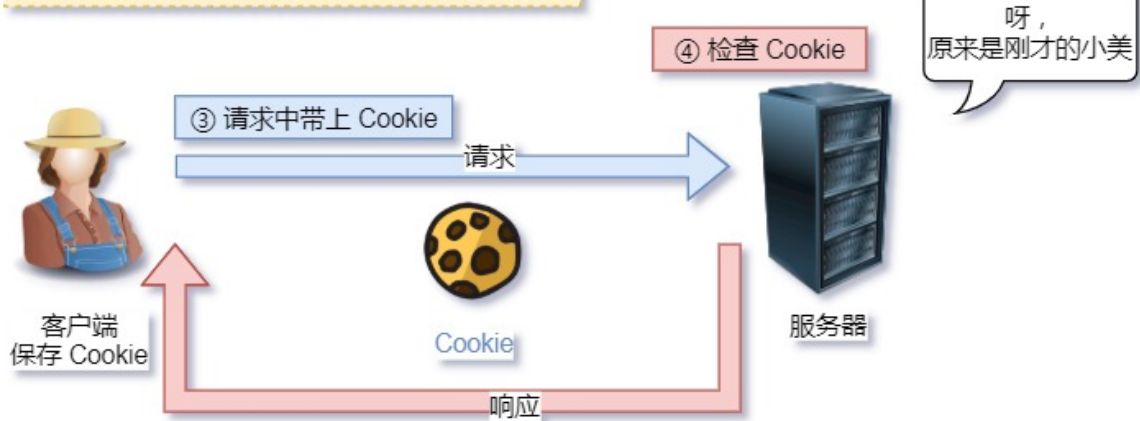 呀，
原来是刚才的小美
④ 检查 Cookie
③ 请求中带上 Cookie
请求
客户端
保存 Cookie
Cookie
服务器
响应